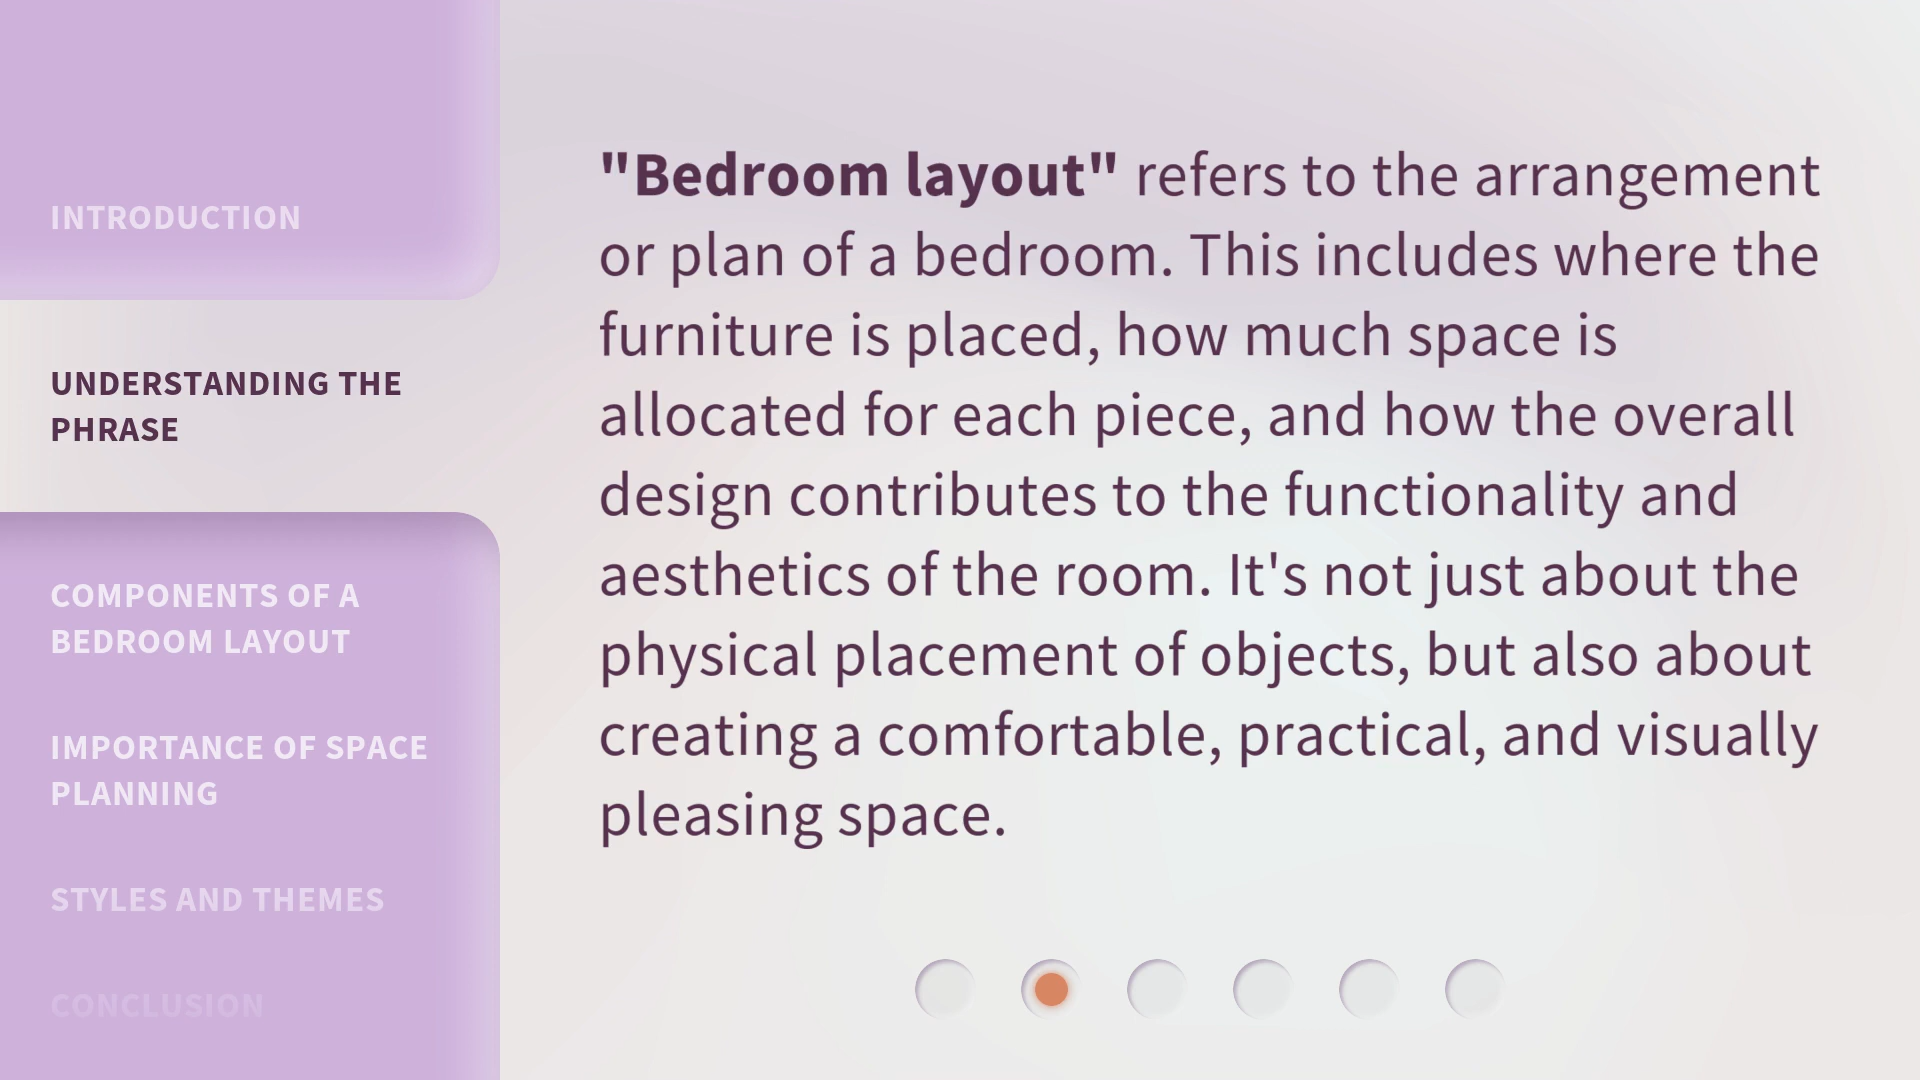 INTRODUCTION
UNDERSTANDING THE
PHRASE
COMPONENTS OF A
BEDROOM LAYOUT
IMPORTANCE OF SPACE
PLANNING
STYLES AND THEMES
CONCLUSION
"Bedroom layout" refers to the arrangement
or plan of a bedroom. This includes where the
furniture is placed, how much space is
allocated for each piece, and how the overall
design contributes to the functionality and
aesthetics of the room. It's not just about the
physical placement of objects, but also about
creating a comfortable, practical, and visually
pleasing space.